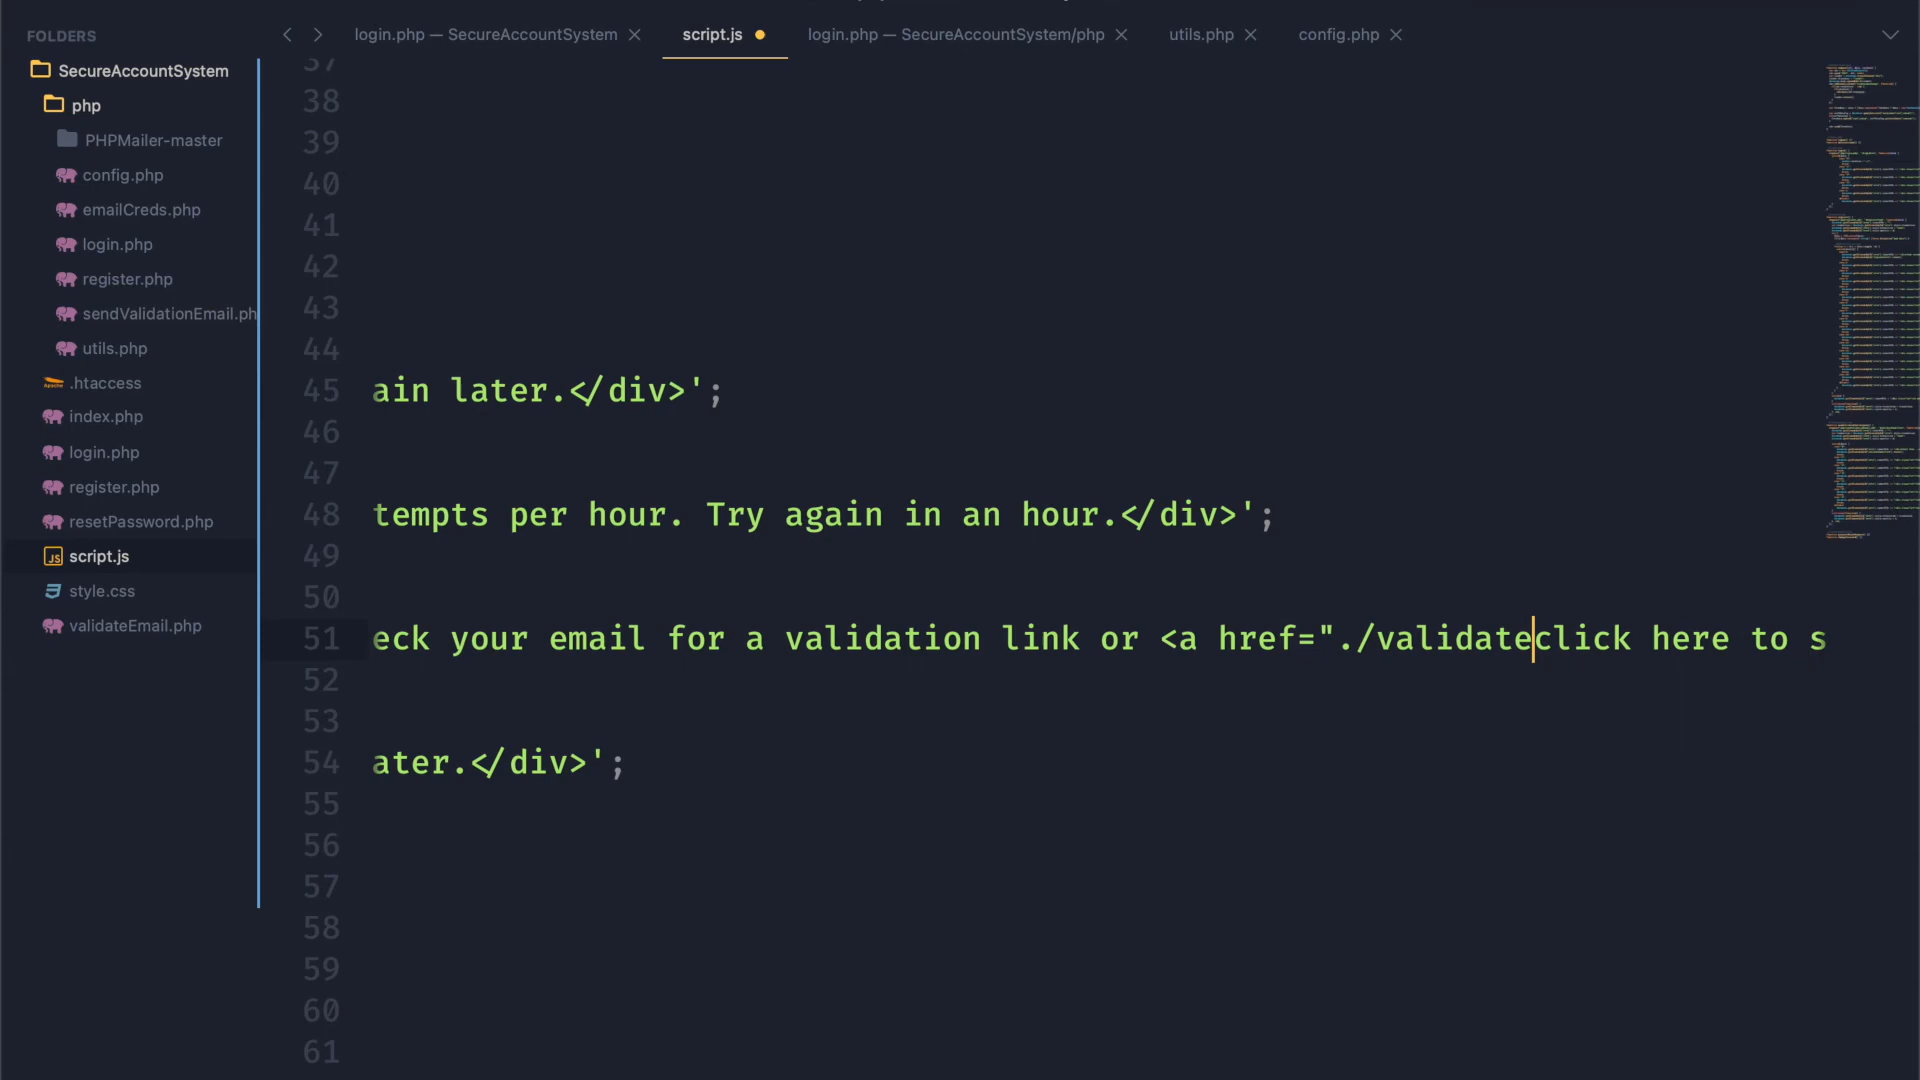 FOLDERS
SecureAccountSystem
php
PHPMailer-master
config.php
emailCreds.php
login.php
register.php
sendValidationEmail.ph
utils.php
.htaccess
index.php
login.php
register.php
resetPassword.php
script.js
style.css
validateEmail.php
login.php — SecureAccountSystem
script.js
login.php — SecureAccountSystem/php
utils.php
config.php
37
38
39
40
41
42
43
44
45 ain later.</div>';
46
47
48 tempts per hour. Try again in an hour.</div>';
49
50
51 eck your email for a validation link or <a href="./validateclick here to s
52
53
54 ater.</div>';
55
56
57
58
59
60
61